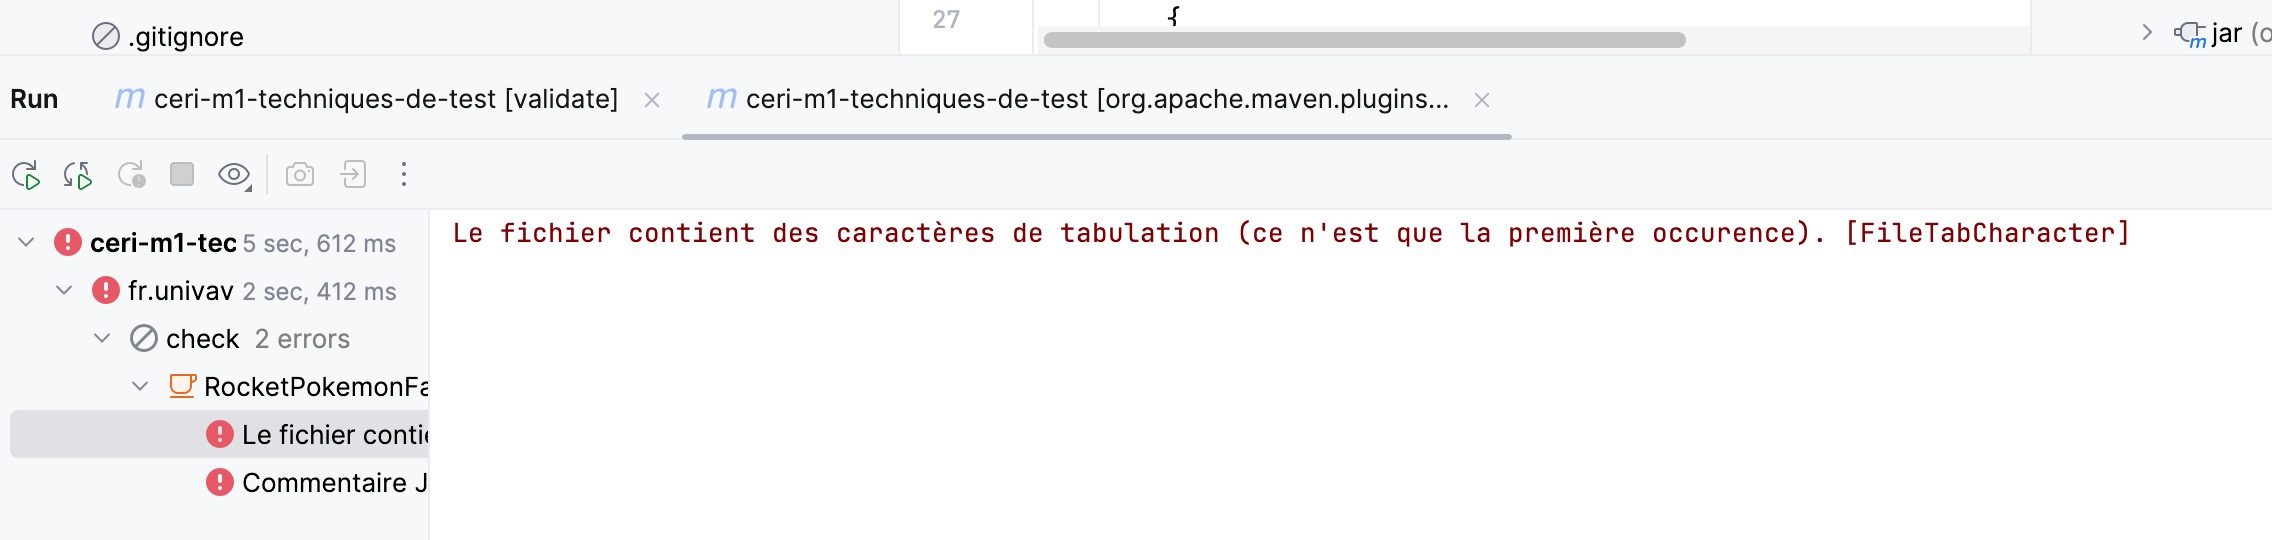 .gitignore
27 {
jar (o
Run ceri-m1-techniques-de-test [validate] ceri-m1-techniques-de-test [org.apache.maven.plugins...
ceri-m1-tec 5 sec, 612 ms
Le fichier contient des caractères de tabulation (ce n'est que la première occurence). [FileTabCharacter]
fr.univav 2 sec, 412 ms
check 2 errors
RocketPokemonFa
Le fichier contie
Commentaire J